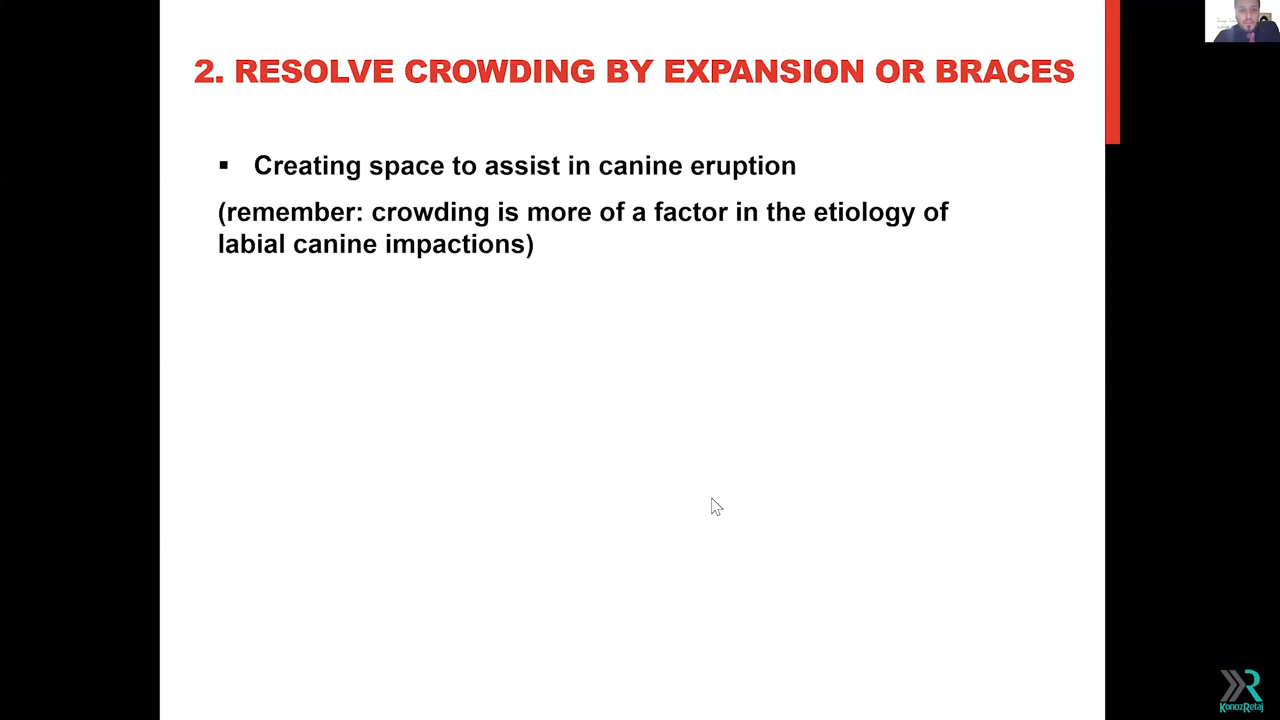 2. RESOLVE CROWDING BY EXPANSION OR BRACES
▪ Creating space to assist in canine eruption
(remember: crowding is more of a factor in the etiology of
labial canine impactions)
KonozRetaj